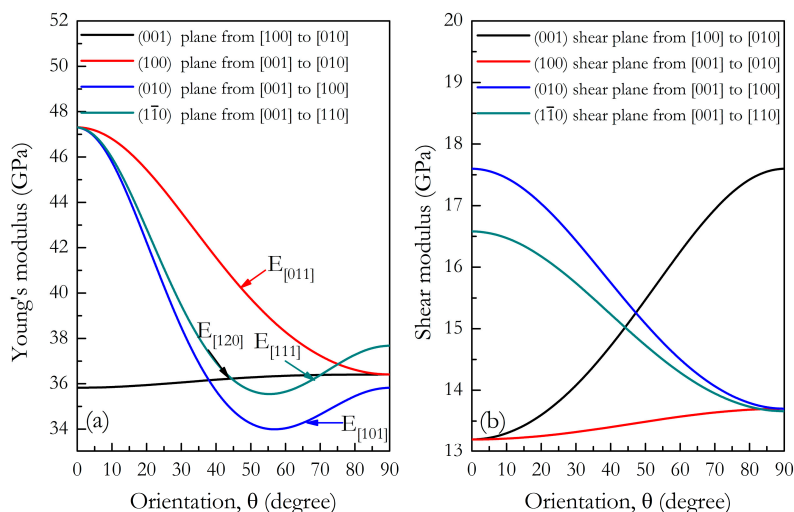 52
50
48
46
44
42
40
38
36
34
0 10 20 30 40 50 60 70 80 90
Young's modulus (GPa)
Orientation, θ (degree)
(001) plane from [100] to [010]
(100) plane from [001] to [010]
(010) plane from [001] to [100]
(11̅0) plane from [001] to [110]
E[011]
E[120]
E[111]
E[101]
(a)
20
19
18
17
16
15
14
13
0 10 20 30 40 50 60 70 80 90
Shear modulus (GPa)
Orientation, θ (degree)
(001) shear plane from [100] to [010]
(100) shear plane from [001] to [010]
(010) shear plane from [001] to [100]
(11̅0) shear plane from [001] to [110]
(b)